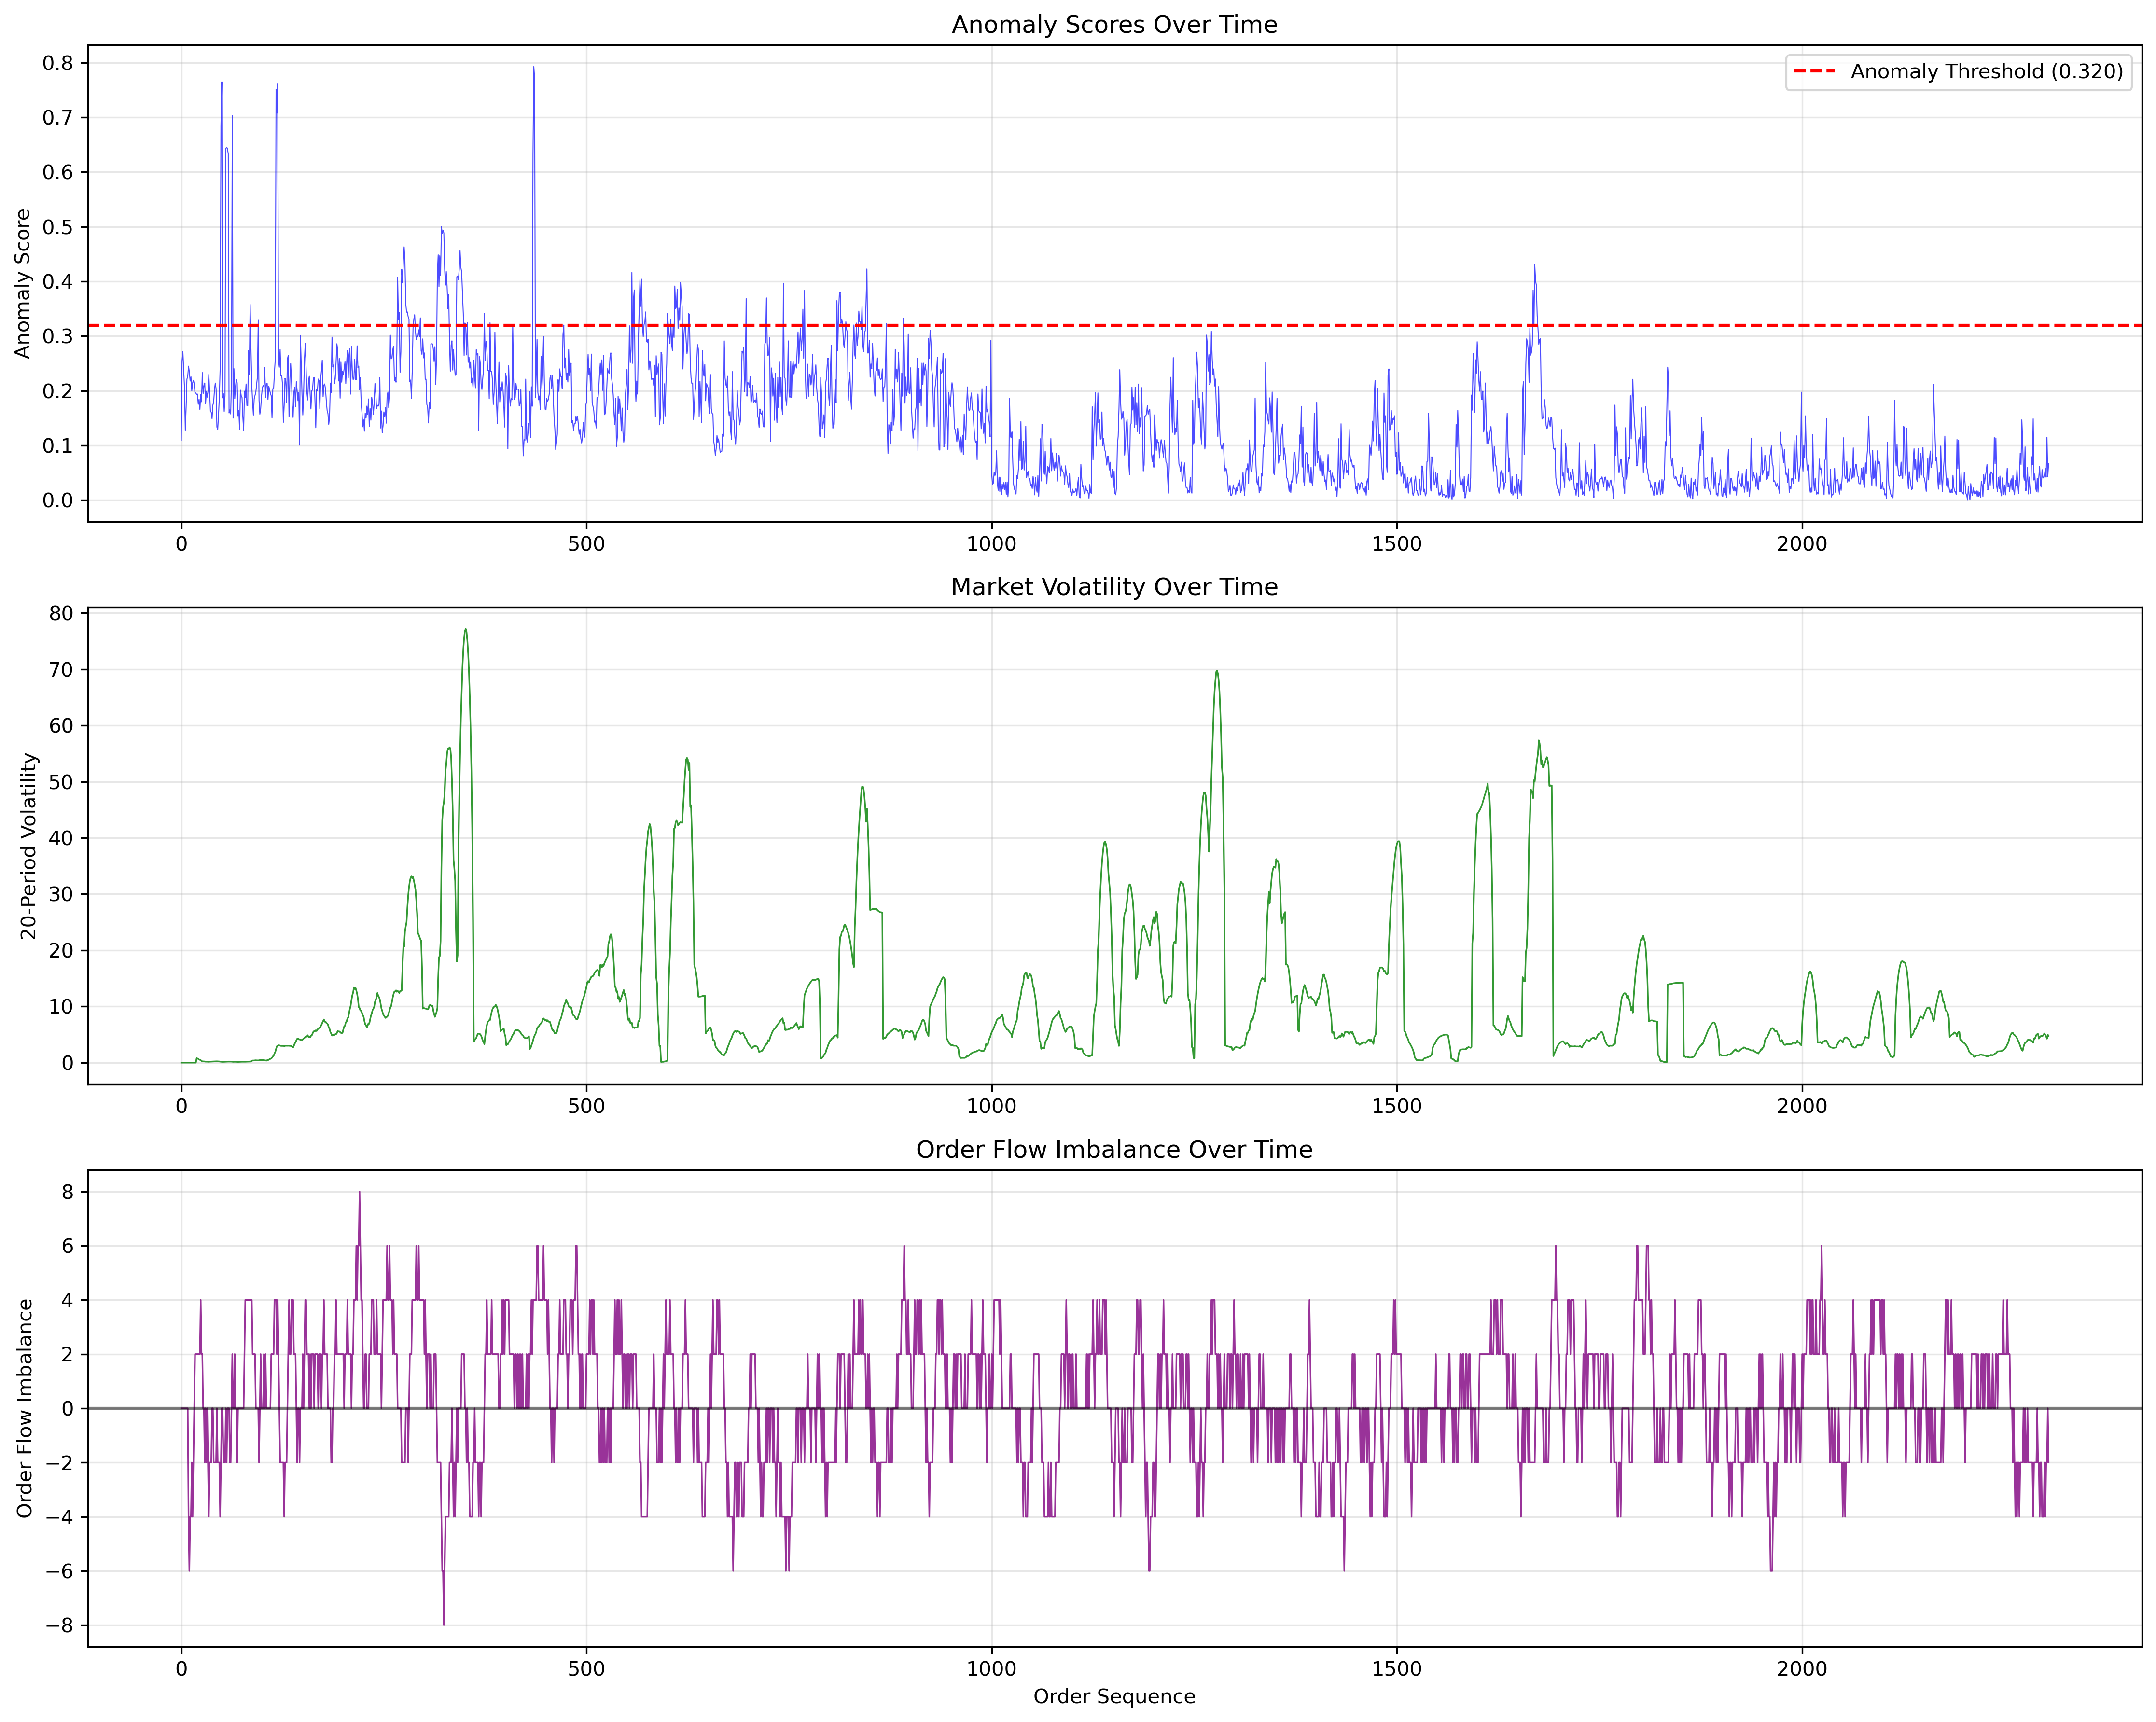 Anomaly Scores Over Time
Anomaly Score
0.8
0.7
0.6
0.5
0.4
0.3
0.2
0.1
0.0
Anomaly Threshold (0.320)
0 500 1000 1500 2000
Market Volatility Over Time
20-Period Volatility
80
70
60
50
40
30
20
10
0
0 500 1000 1500 2000
Order Flow Imbalance Over Time
Order Flow Imbalance
8
6
4
2
0
−2
−4
−6
−8
0 500 1000 1500 2000
Order Sequence